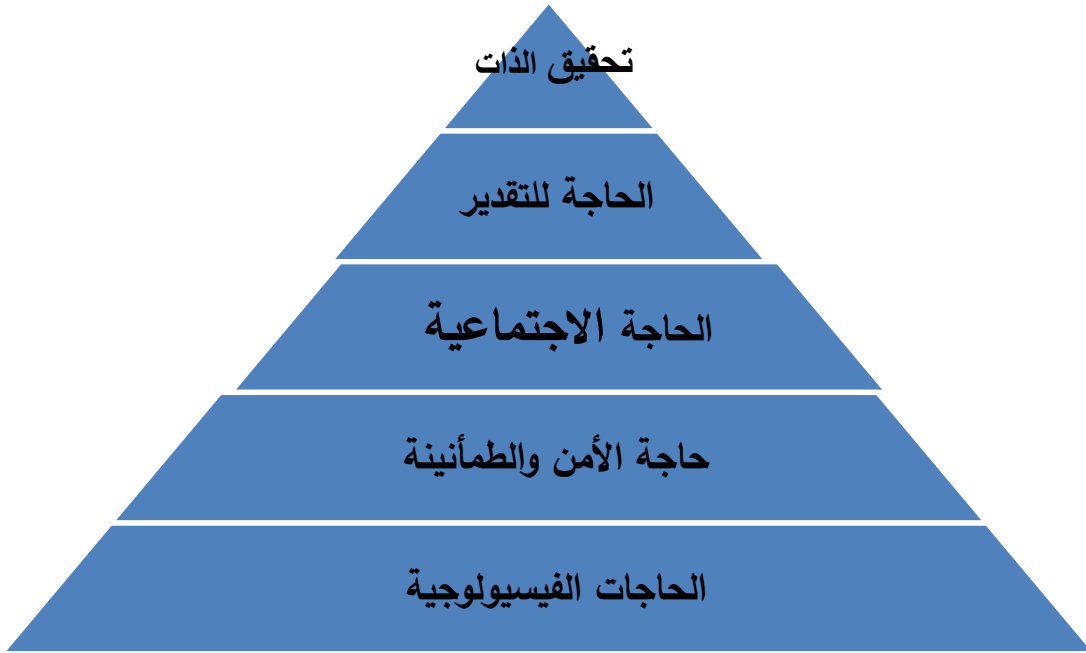 تحقيق الذات
الحاجة للتقدير
الحاجة الاجتماعية
حاجة الأمن والطمأنينة
الحاجات الفيسيولوجية